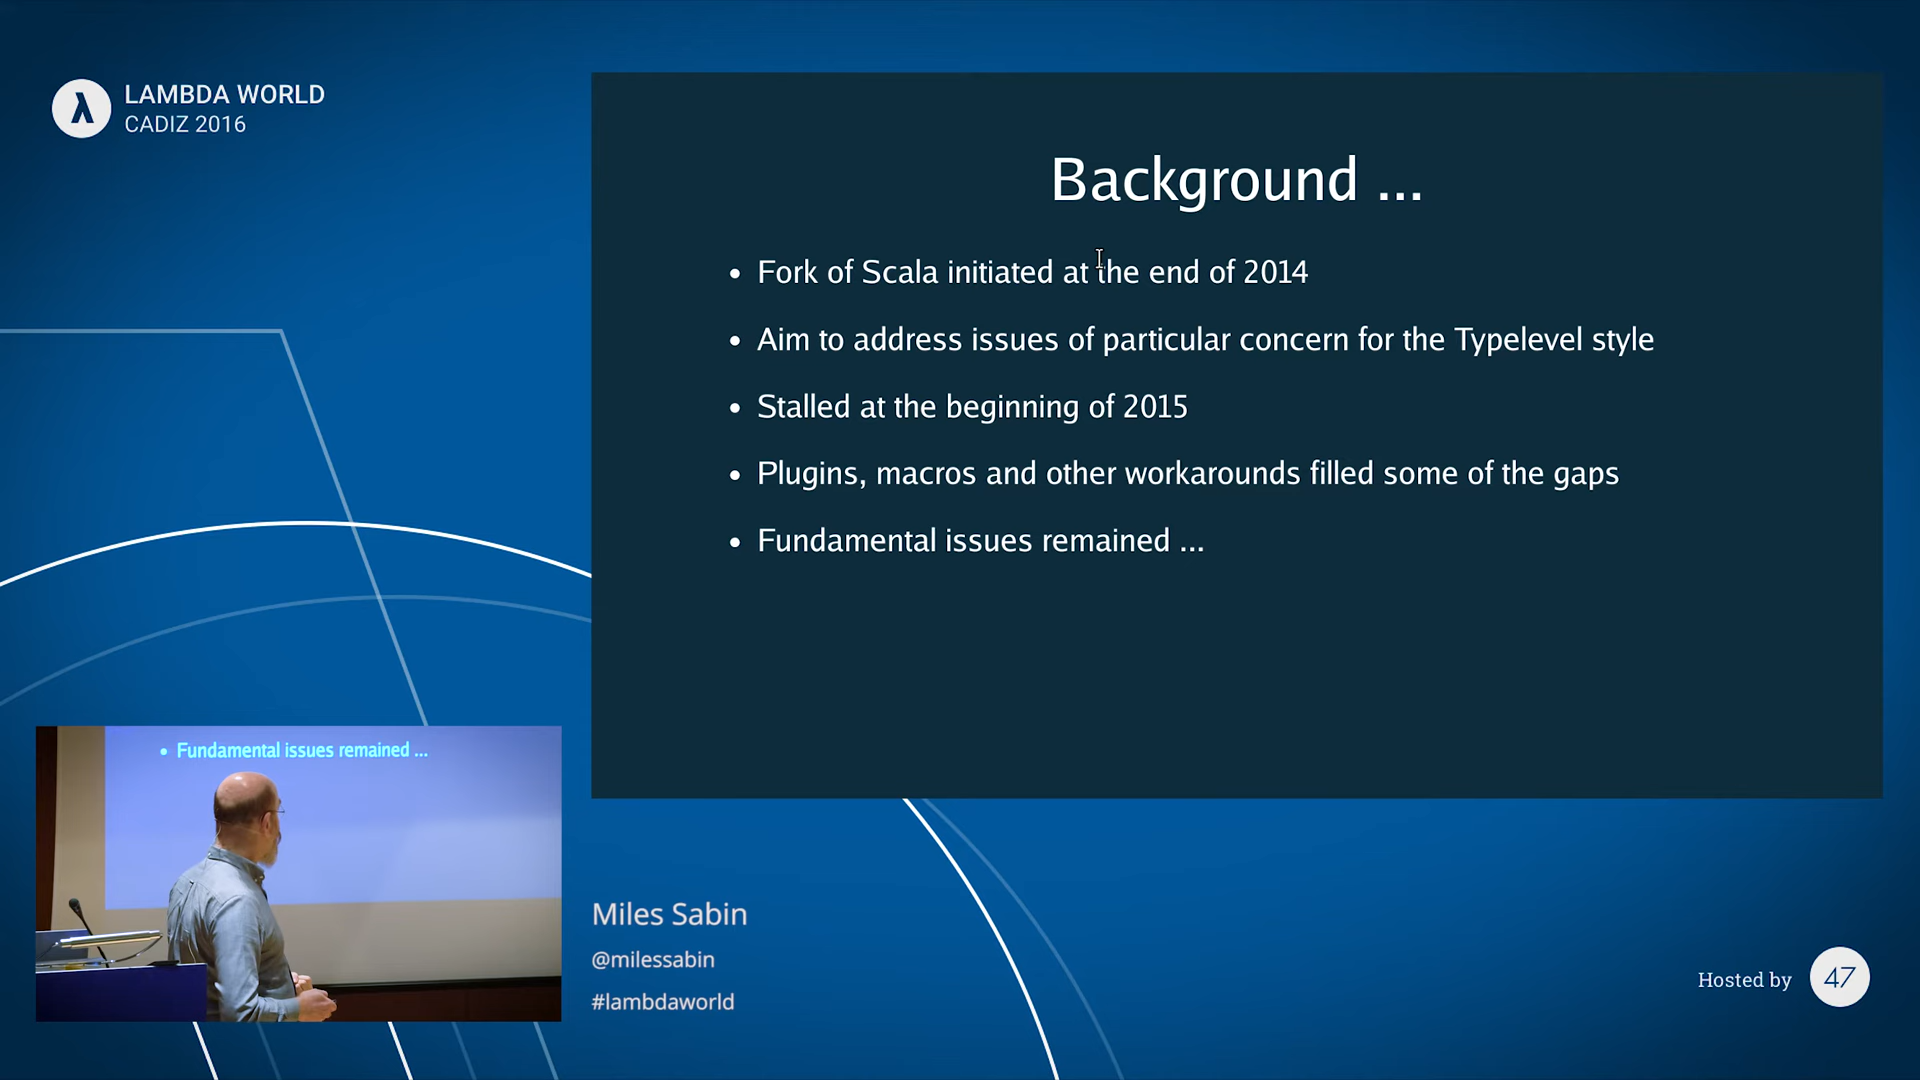 LAMBDA WORLD
CADIZ 2016
Background ...
• Fork of Scala initiated at the end of 2014
• Aim to address issues of particular concern for the Typelevel style
• Stalled at the beginning of 2015
• Plugins, macros and other workarounds filled some of the gaps
• Fundamental issues remained ...
• Fundamental issues remained ...
Miles Sabin
@milessabin
#lambdaworld
Hosted by 47